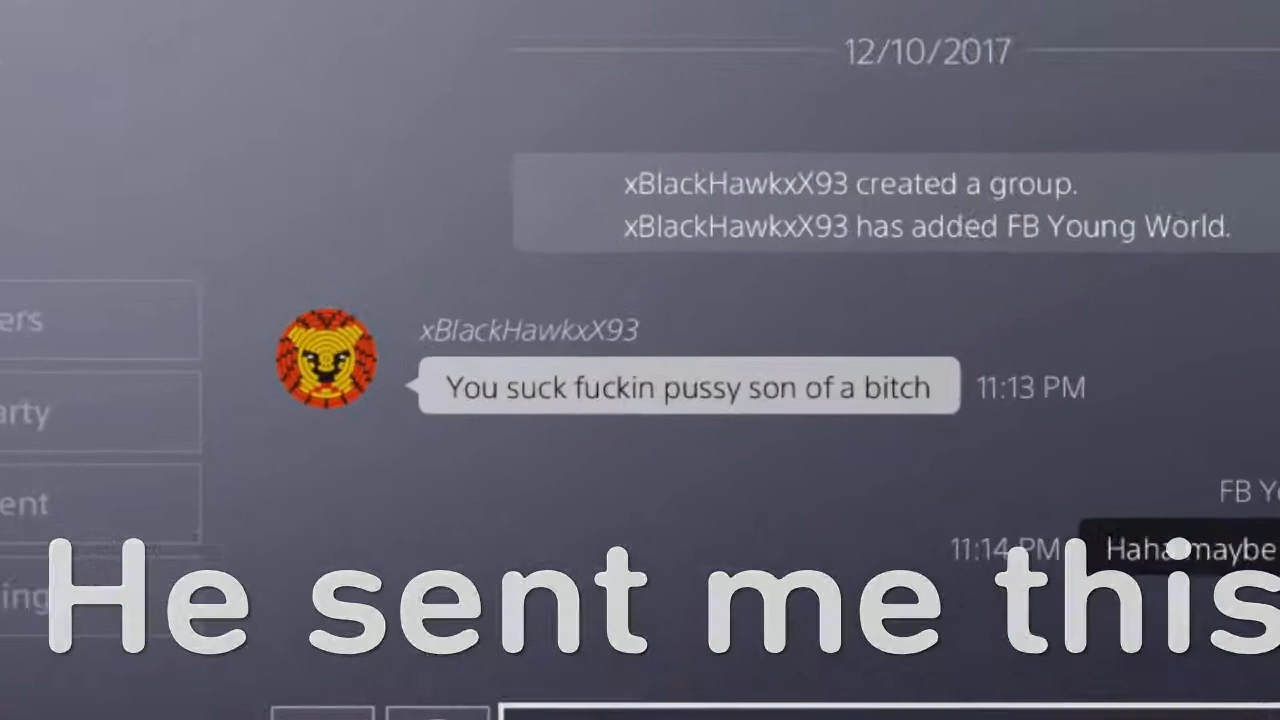 12/10/2017
xBlackHawkxX93 created a group.
xBlackHawkxX93 has added FB Young World.
xBlackHawkxX93
You suck fuckin pussy son of a bitch 11:13 PM
FB
11:14 PM Haha maybe
He sent me this